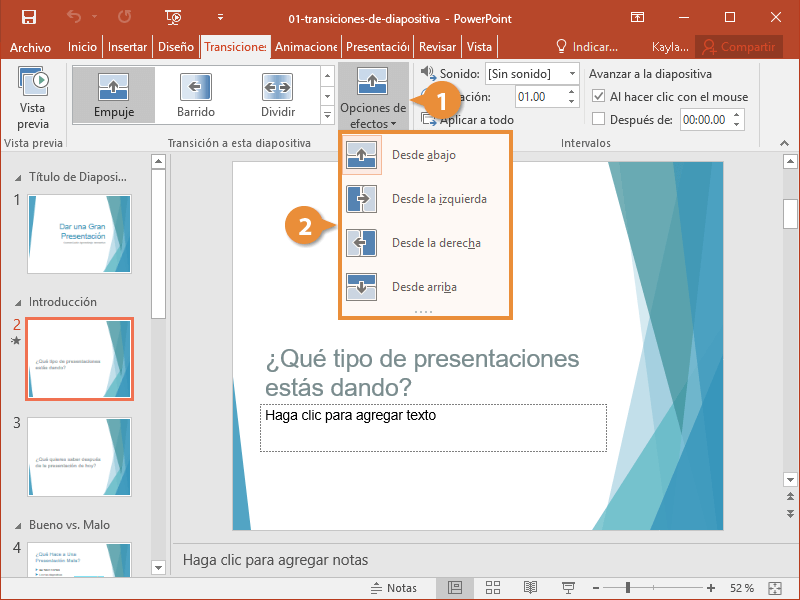 01-transiciones-de-diapositiva - PowerPoint
Archivo Inicio Insertar Diseño Transiciones Animacione Presentació Revisar Vista Indicar... Kayla... Compartir
Vista previa
Empuje Barrido Dividir
Opciones de efectos
Sonido: [Sin sonido]
ación: 01.00
Aplicar a todo
Avanzar a la diapositiva
Al hacer clic con el mouse
Después de: 00:00.00
Vista previa Transición a esta diapositiva Intervalos
1
2
Desde abajo
Desde la izquierda
Desde la derecha
Desde arriba
Título de Diaposi...
1
Dar una Gran
Presentación
Introducción
2
¿Qué tipo de presentaciones
estás dando?
3
¿Qué quieres saber después
de la presentación de hoy?
Bueno vs. Malo
4
¿Qué Hace a Una
Presentación Mala?
¿Qué tipo de presentaciones
estás dando?
Haga clic para agregar texto
Haga clic para agregar notas
Notas 52 %